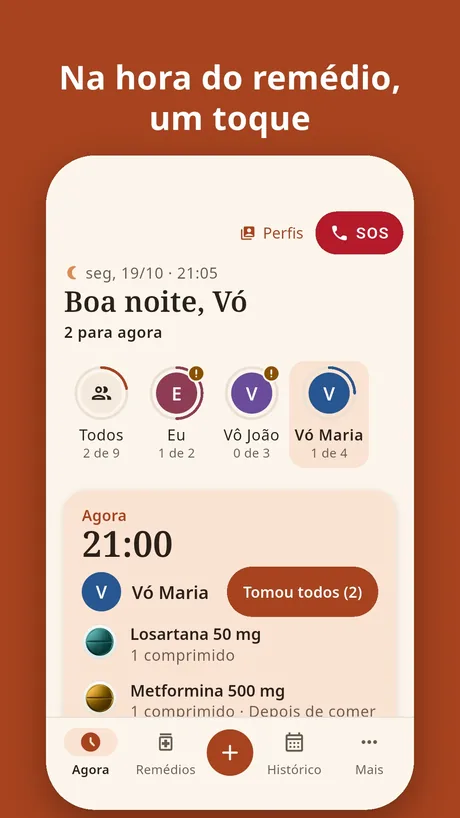 Na hora do remédio,
um toque
Perfis
SOS
seg, 19/10 · 21:05
Boa noite, Vó
2 para agora
E
!
V
!
V
Todos
Eu
Vô João
Vó Maria
2 de 9
1 de 2
0 de 3
1 de 4
Agora
21:00
V
Vó Maria
Tomou todos (2)
Losartana 50 mg
1 comprimido
Metformina 500 mg
1 comprimido · Depois de comer
Agora
Remédios
Histórico
Mais